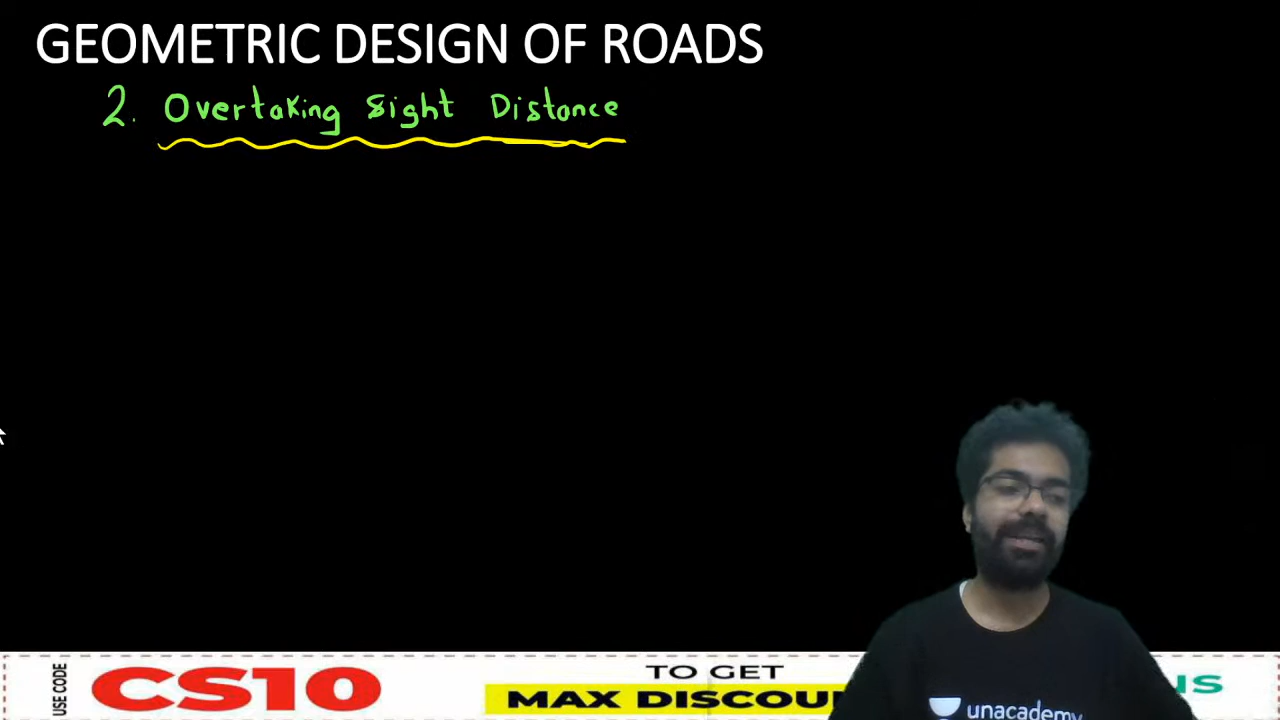 GEOMETRIC DESIGN OF ROADS
2. Overtaking Sight Distance
USE CODE
CS10
TO GET
MAX DISCOU
unacademy